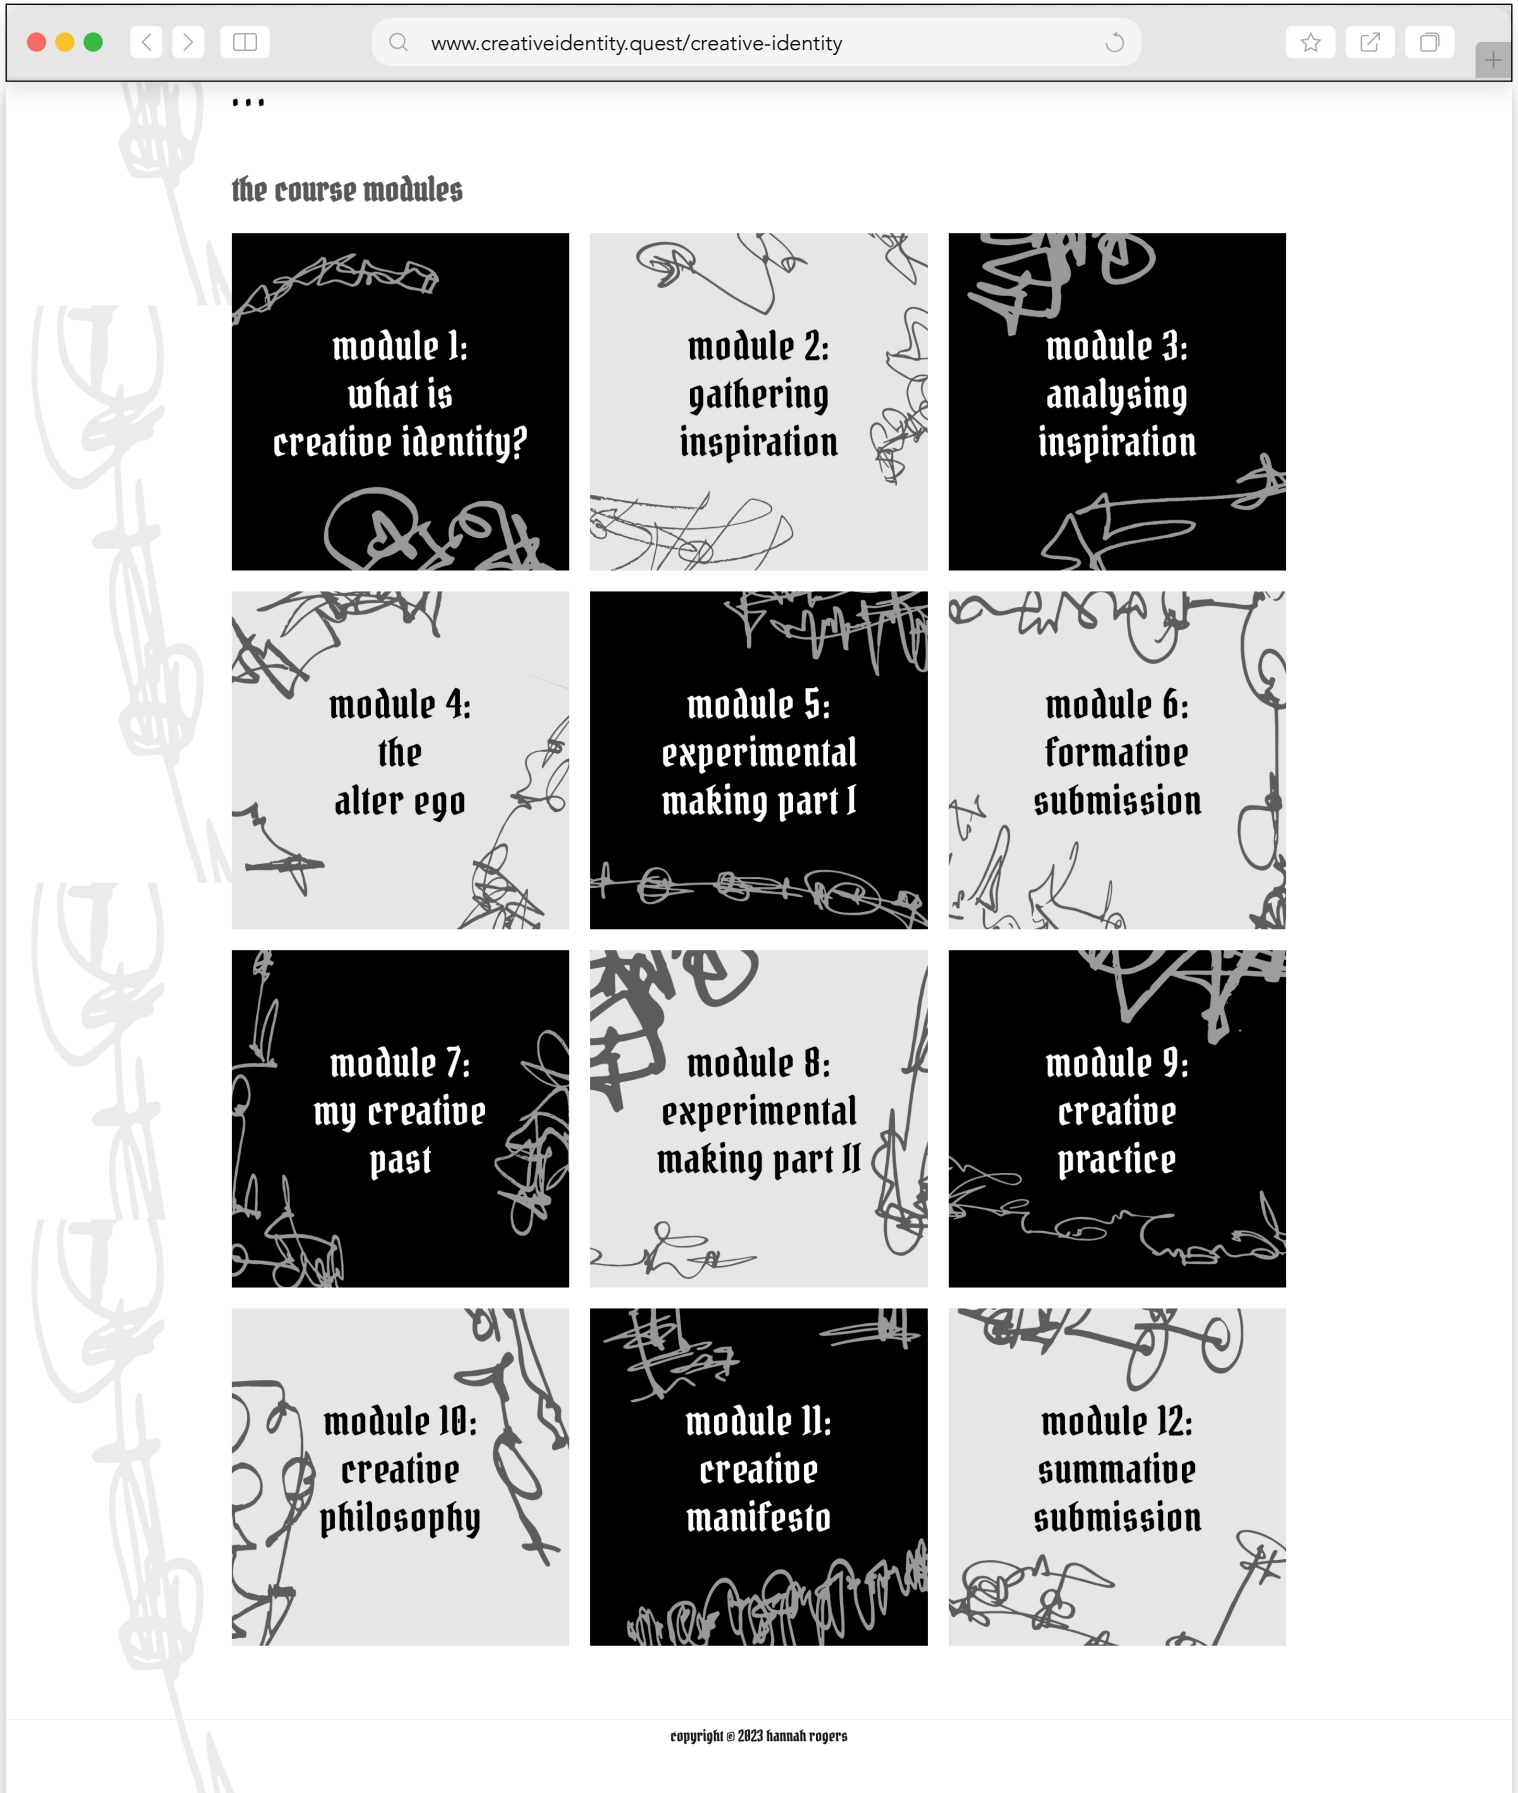 www.creativeidentity.quest/creative-identity
...
the course modules
module 1:
what is
creative identity?
module 2:
gathering
inspiration
module 3:
analysing
inspiration
module 4:
the
alter ego
module 5:
experimental
making part I
module 6:
formative
submission
module 7:
my creative
past
module 8:
experimental
making part II
module 9:
creative
practice
module 10:
creative
philosophy
module 11:
creative
manifesto
module 12:
summative
submission
copyright © 2023 hannah rogers